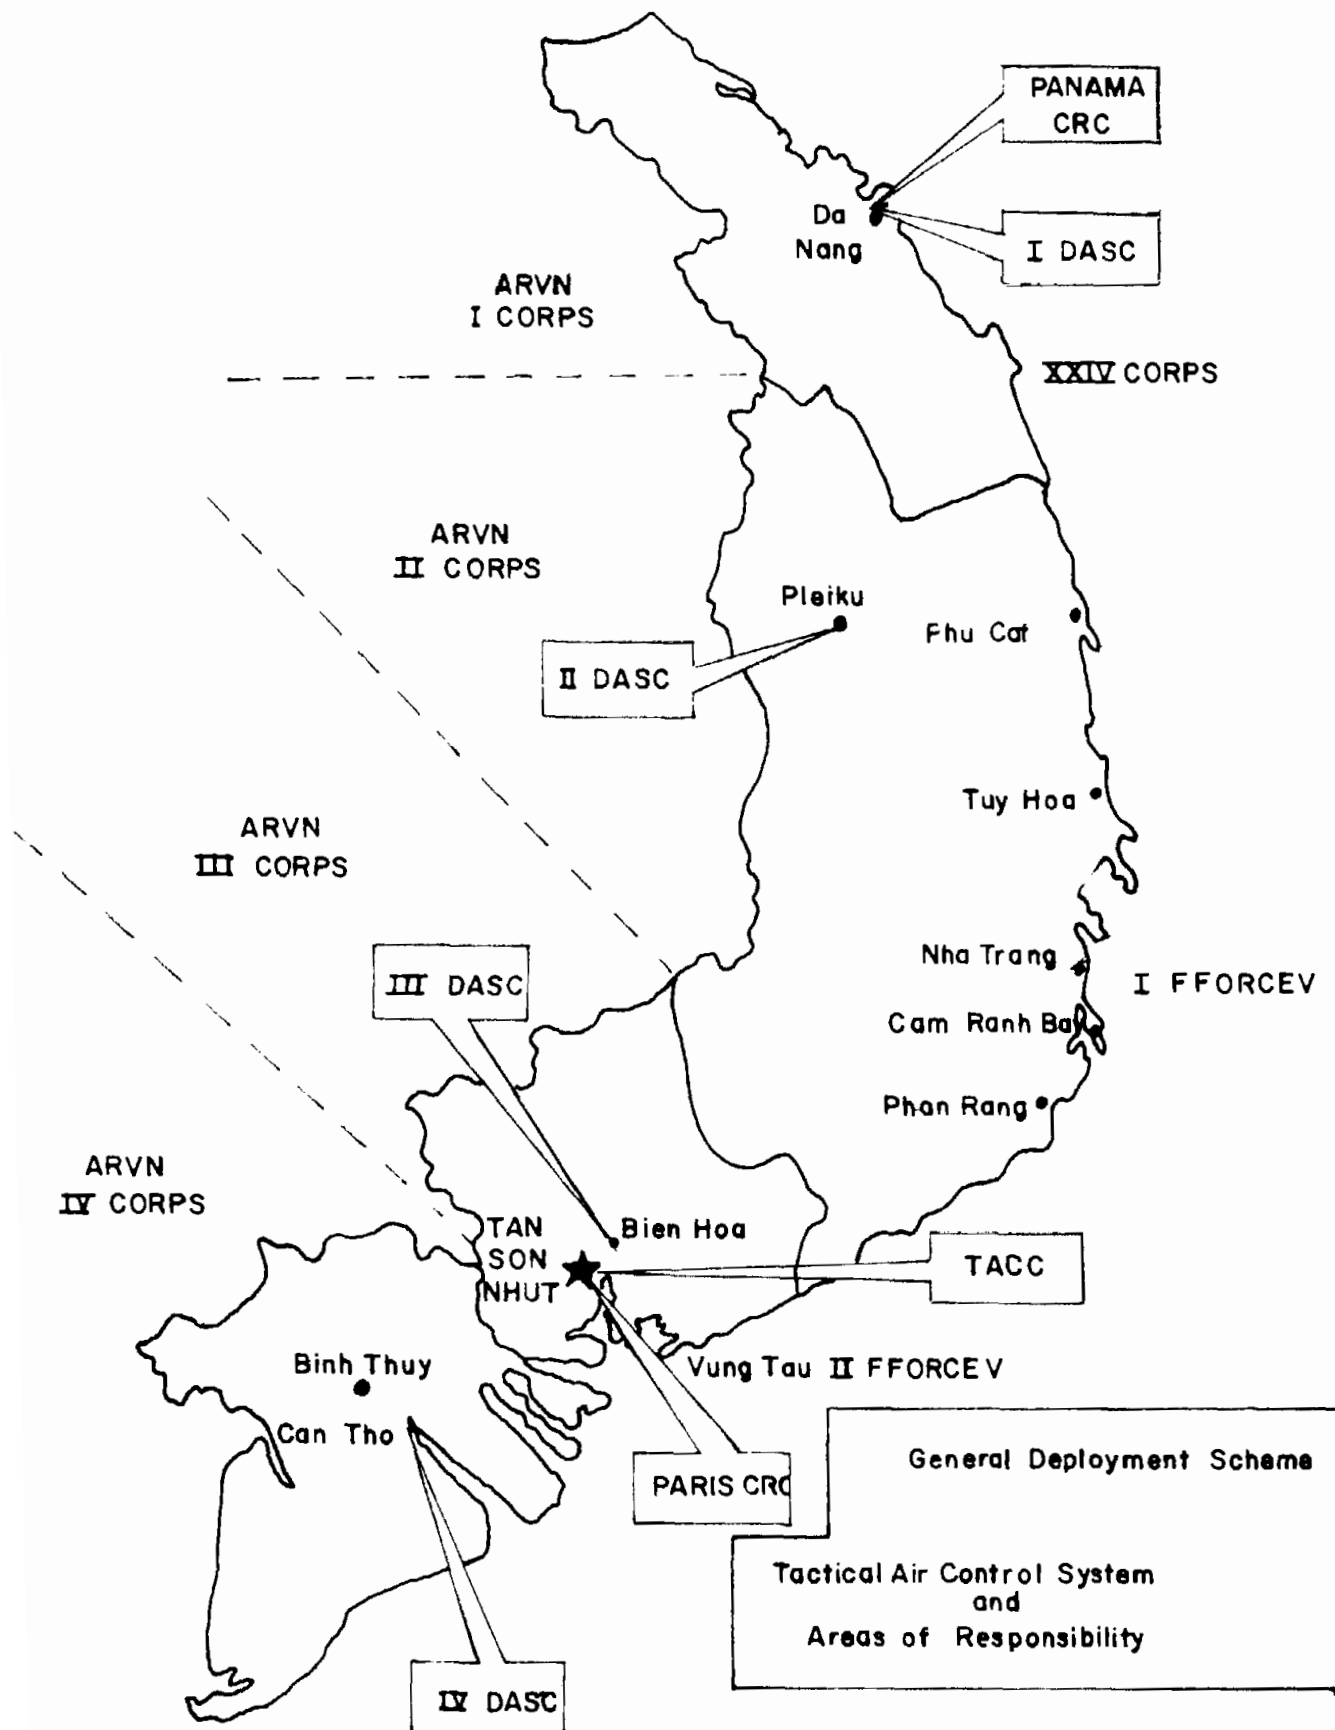 PANAMA
CRC
Da
Nang
I DASC
ARVN
I CORPS
XXIV CORPS
ARVN
II CORPS
Pleiku
Fhu Cat
II DASC
Tuy Hoa
ARVN
III CORPS
Nha Trang
III DASC
I FFORCEV
Cam Ranh Bay
Phan Rang
ARVN
IV CORPS
TAN
SON
NHUT
Bien Hoa
TACC
Binh Thuy
Vung Tau II FFORCEV
Can Tho
PARIS CRC
General Deployment Scheme
Tactical Air Control System
and
Areas of Responsibility
IV DASC